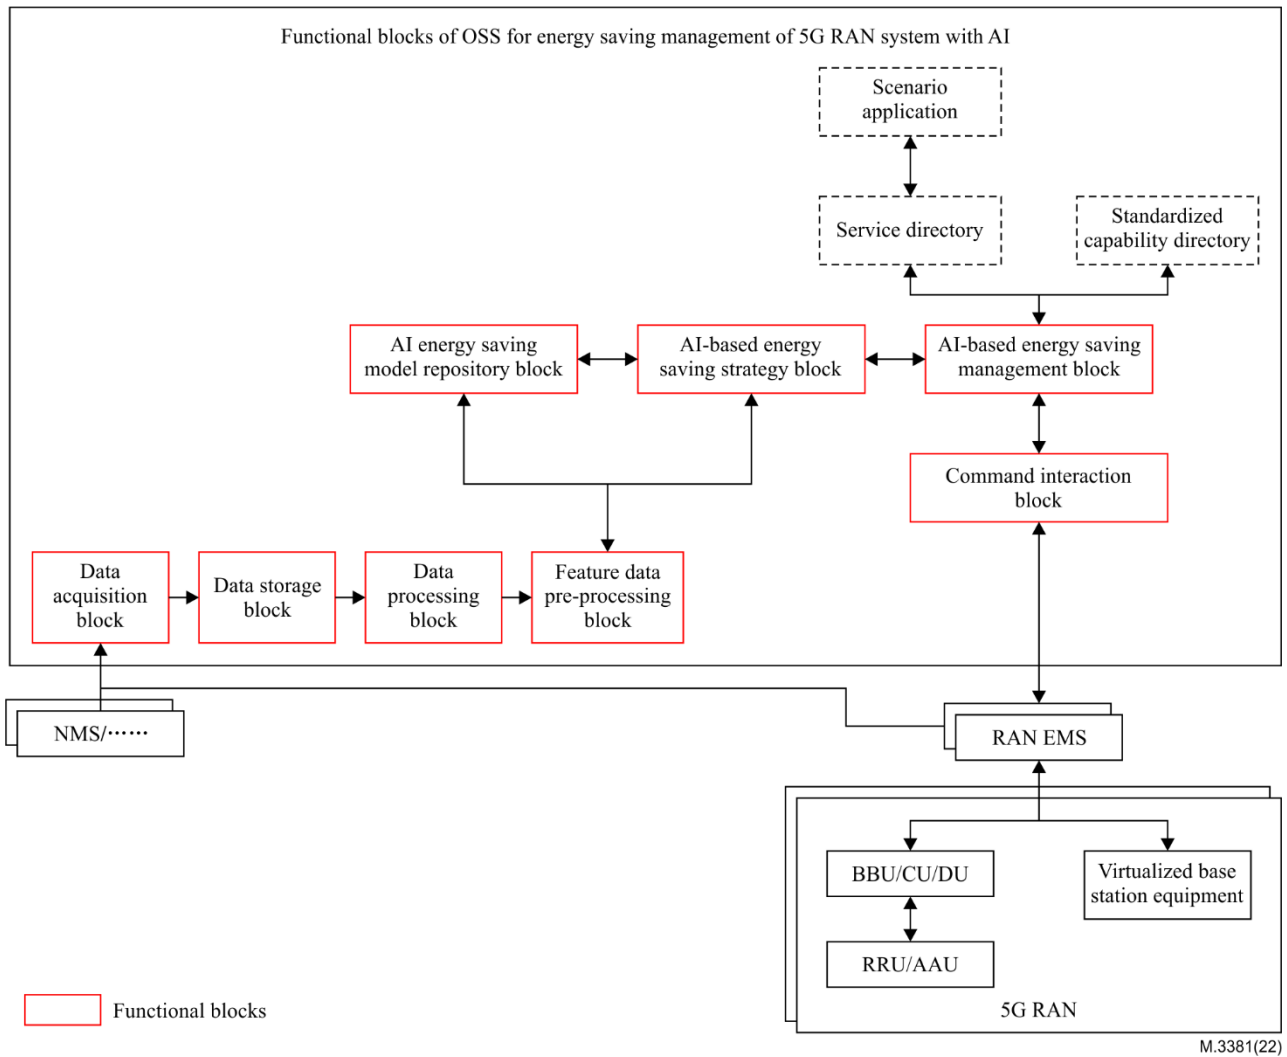 Functional blocks of OSS for energy saving management of 5G RAN system with AI
Scenario
application
Service directory
Standardized
capability directory
AI energy saving
model repository block
AI-based energy
saving strategy block
AI-based energy saving
management block
Command interaction
block
Data
acquisition
block
Data storage
block
Data
processing
block
Feature data
pre-processing
block
NMS/······
RAN EMS
BBU/CU/DU
Virtualized base
station equipment
RRU/AAU
5G RAN
Functional blocks
M.3381(22)